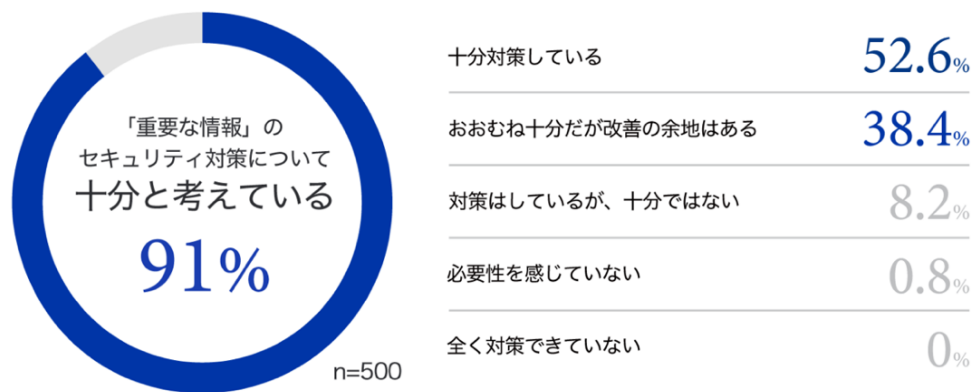 「重要な情報」の
セキュリティ対策について
十分と考えている
91%
n=500
十分対策している 52.6%
おおむね十分だが改善の余地はある 38.4%
対策はしているが、十分ではない 8.2%
必要性を感じていない 0.8%
全く対策できていない 0%